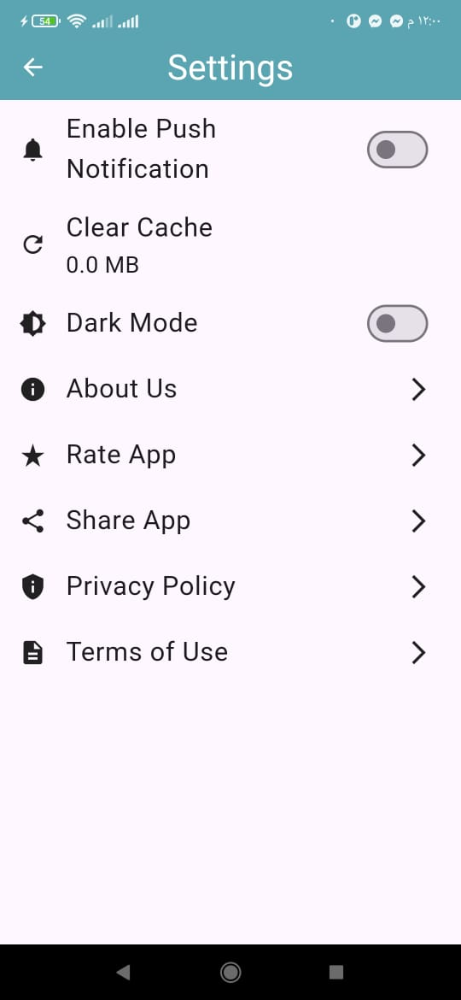 54
م ١٢:٠٠
Settings
Enable Push
Notification
Clear Cache
0.0 MB
Dark Mode
About Us
Rate App
Share App
Privacy Policy
Terms of Use